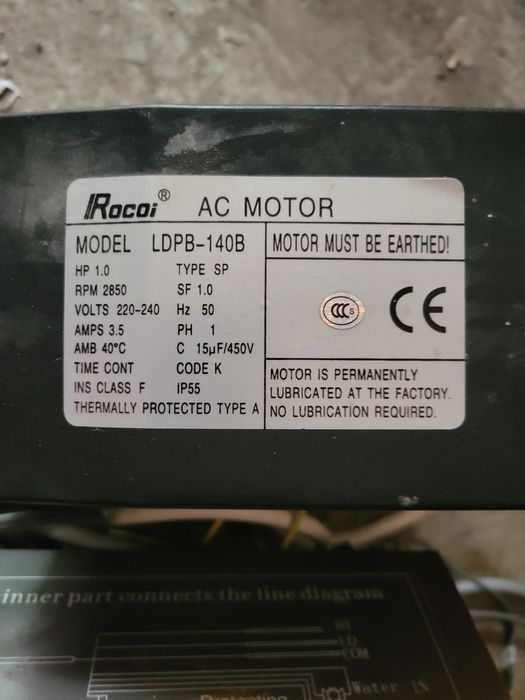 Rocoi® AC MOTOR
MODEL LDPB-140B
HP 1.0 TYPE SP
RPM 2850 SF 1.0
VOLTS 220-240 Hz 50
AMPS 3.5 PH 1
AMB 40°C C 15µF/450V
TIME CONT CODE K
INS CLASS F IP55
THERMALLY PROTECTED TYPE A
MOTOR MUST BE EARTHED!
CCC S CE
MOTOR IS PERMANENTLY
LUBRICATED AT THE FACTORY.
NO LUBRICATION REQUIRED.
inner part connects the line diagram
HI
LO
COM
Water IN
Protecting